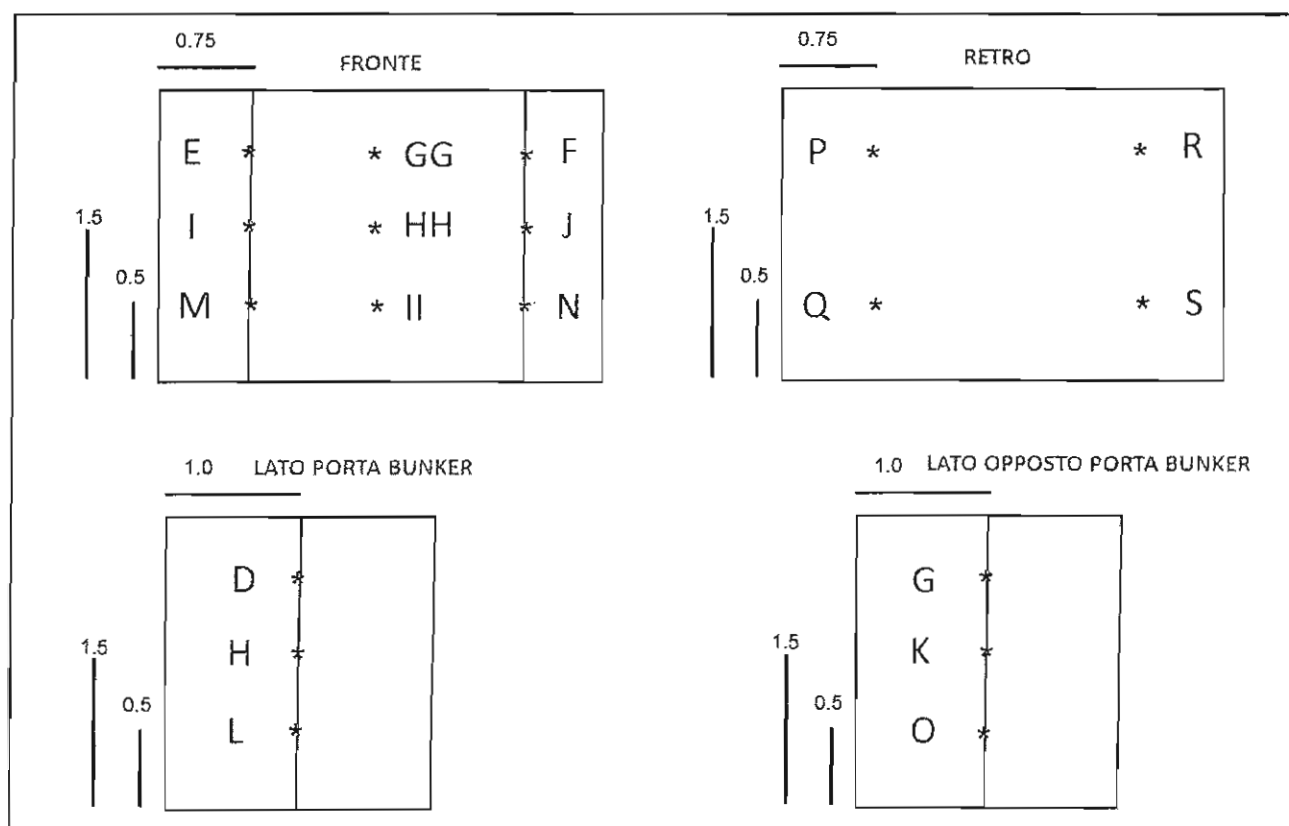 0.75
FRONTE
E * * GG * F
1.5
I * * HH * J
0.5
M * * II * N
0.75
RETRO
P * * R
1.5
0.5
Q * * S
1.0 LATO PORTA BUNKER
D *
1.5
H *
0.5
L *
1.0 LATO OPPOSTO PORTA BUNKER
G *
1.5
K *
0.5
O *